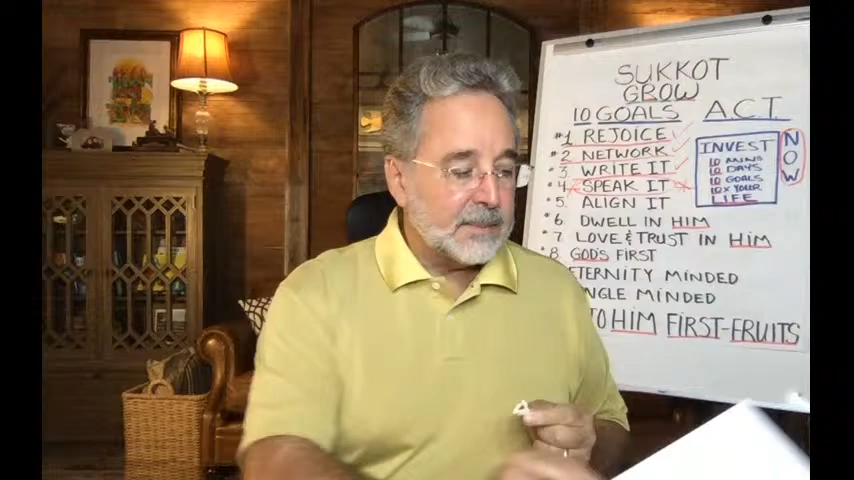 SUKKOT
GROW
10 GOALS A.C.T.
#1 REJOICE
#2 NETWORK
#3 WRITE IT
#4 SPEAK IT
#5. ALIGN IT
#6. DWELL IN HIM
#7. LOVE & TRUST IN HIM
#8. GOD'S FIRST
ETERNITY MINDED
MINDED
HIM FIRST-FRUITS
INVEST
10 MINS
10 DAYS
10 GOALS
10X YOUR
LIFE
NOW